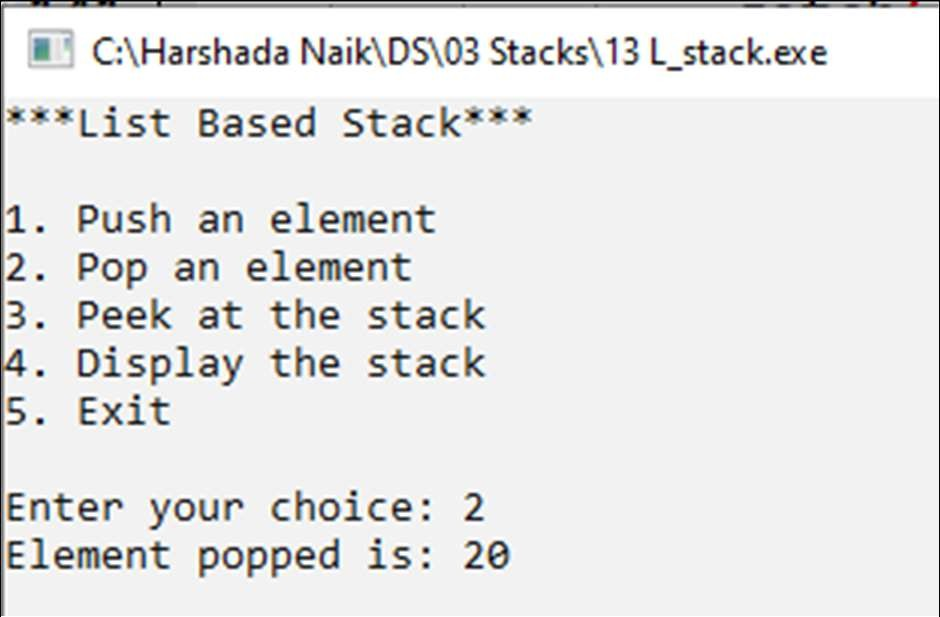 C:\Harshada Naik\DS\03 Stacks\13 L_stack.exe
***List Based Stack***
1. Push an element
2. Pop an element
3. Peek at the stack
4. Display the stack
5. Exit
Enter your choice: 2
Element popped is: 20